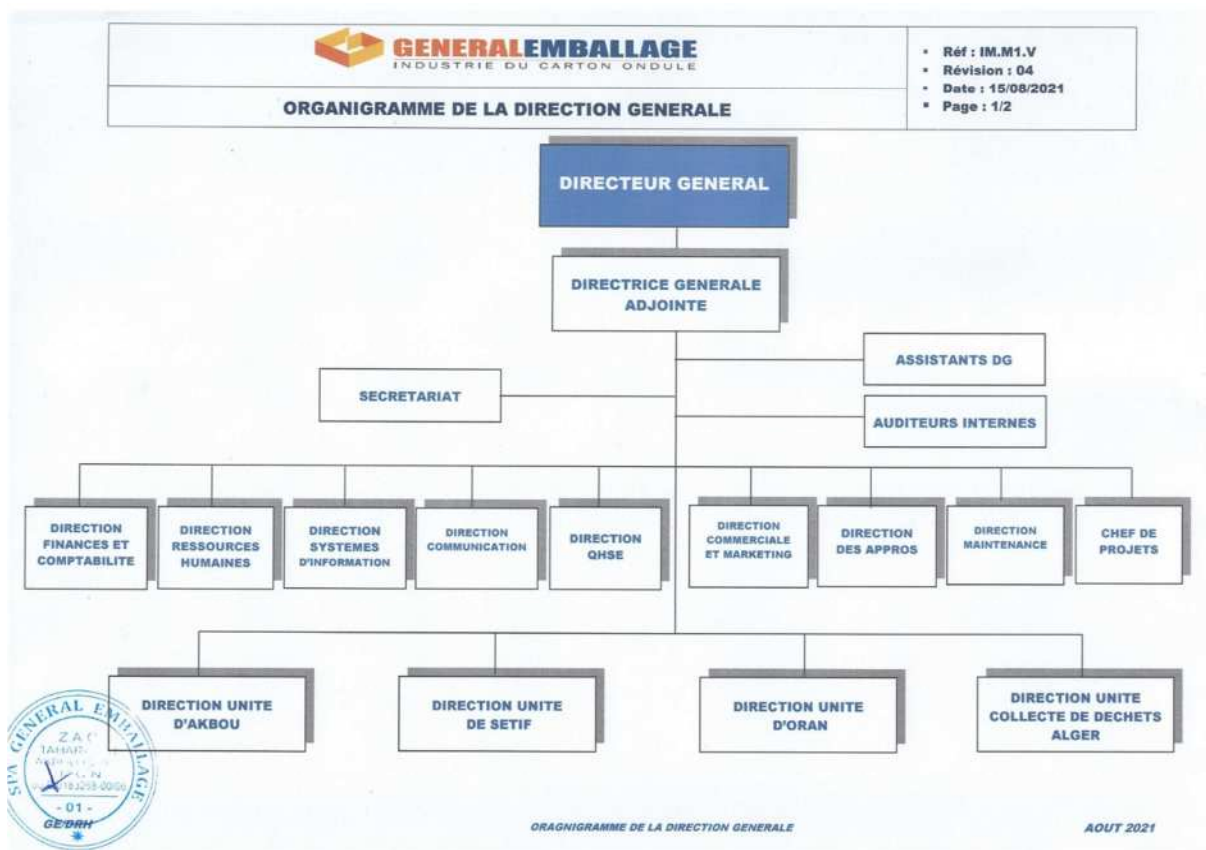 GENERALEMBALLAGE
INDUSTRIE DU CARTON ONDULE
ORGANIGRAMME DE LA DIRECTION GENERALE
▪ Réf : IM.M1.V
▪ Révision : 04
▪ Date : 15/08/2021
▪ Page : 1/2
DIRECTEUR GENERAL
DIRECTRICE GENERALE
ADJOINTE
ASSISTANTS DG
SECRETARIAT
AUDITEURS INTERNES
DIRECTION
FINANCES ET
COMPTABILITE
DIRECTION
RESSOURCES
HUMAINES
DIRECTION
SYSTEMES
D'INFORMATION
DIRECTION
COMMUNICATION
DIRECTION
QHSE
DIRECTION
COMMERCIALE
ET MARKETING
DIRECTION
DES APPROS
DIRECTION
MAINTENANCE
CHEF DE
PROJETS
DIRECTION UNITE
D'AKBOU
DIRECTION UNITE
DE SETIF
DIRECTION UNITE
D'ORAN
DIRECTION UNITE
COLLECTE DE DECHETS
ALGER
SPA GENERAL EMBALLAGE
Z A C
- 01 -
GE/DRH
ORAGNIGRAMME DE LA DIRECTION GENERALE
AOUT 2021